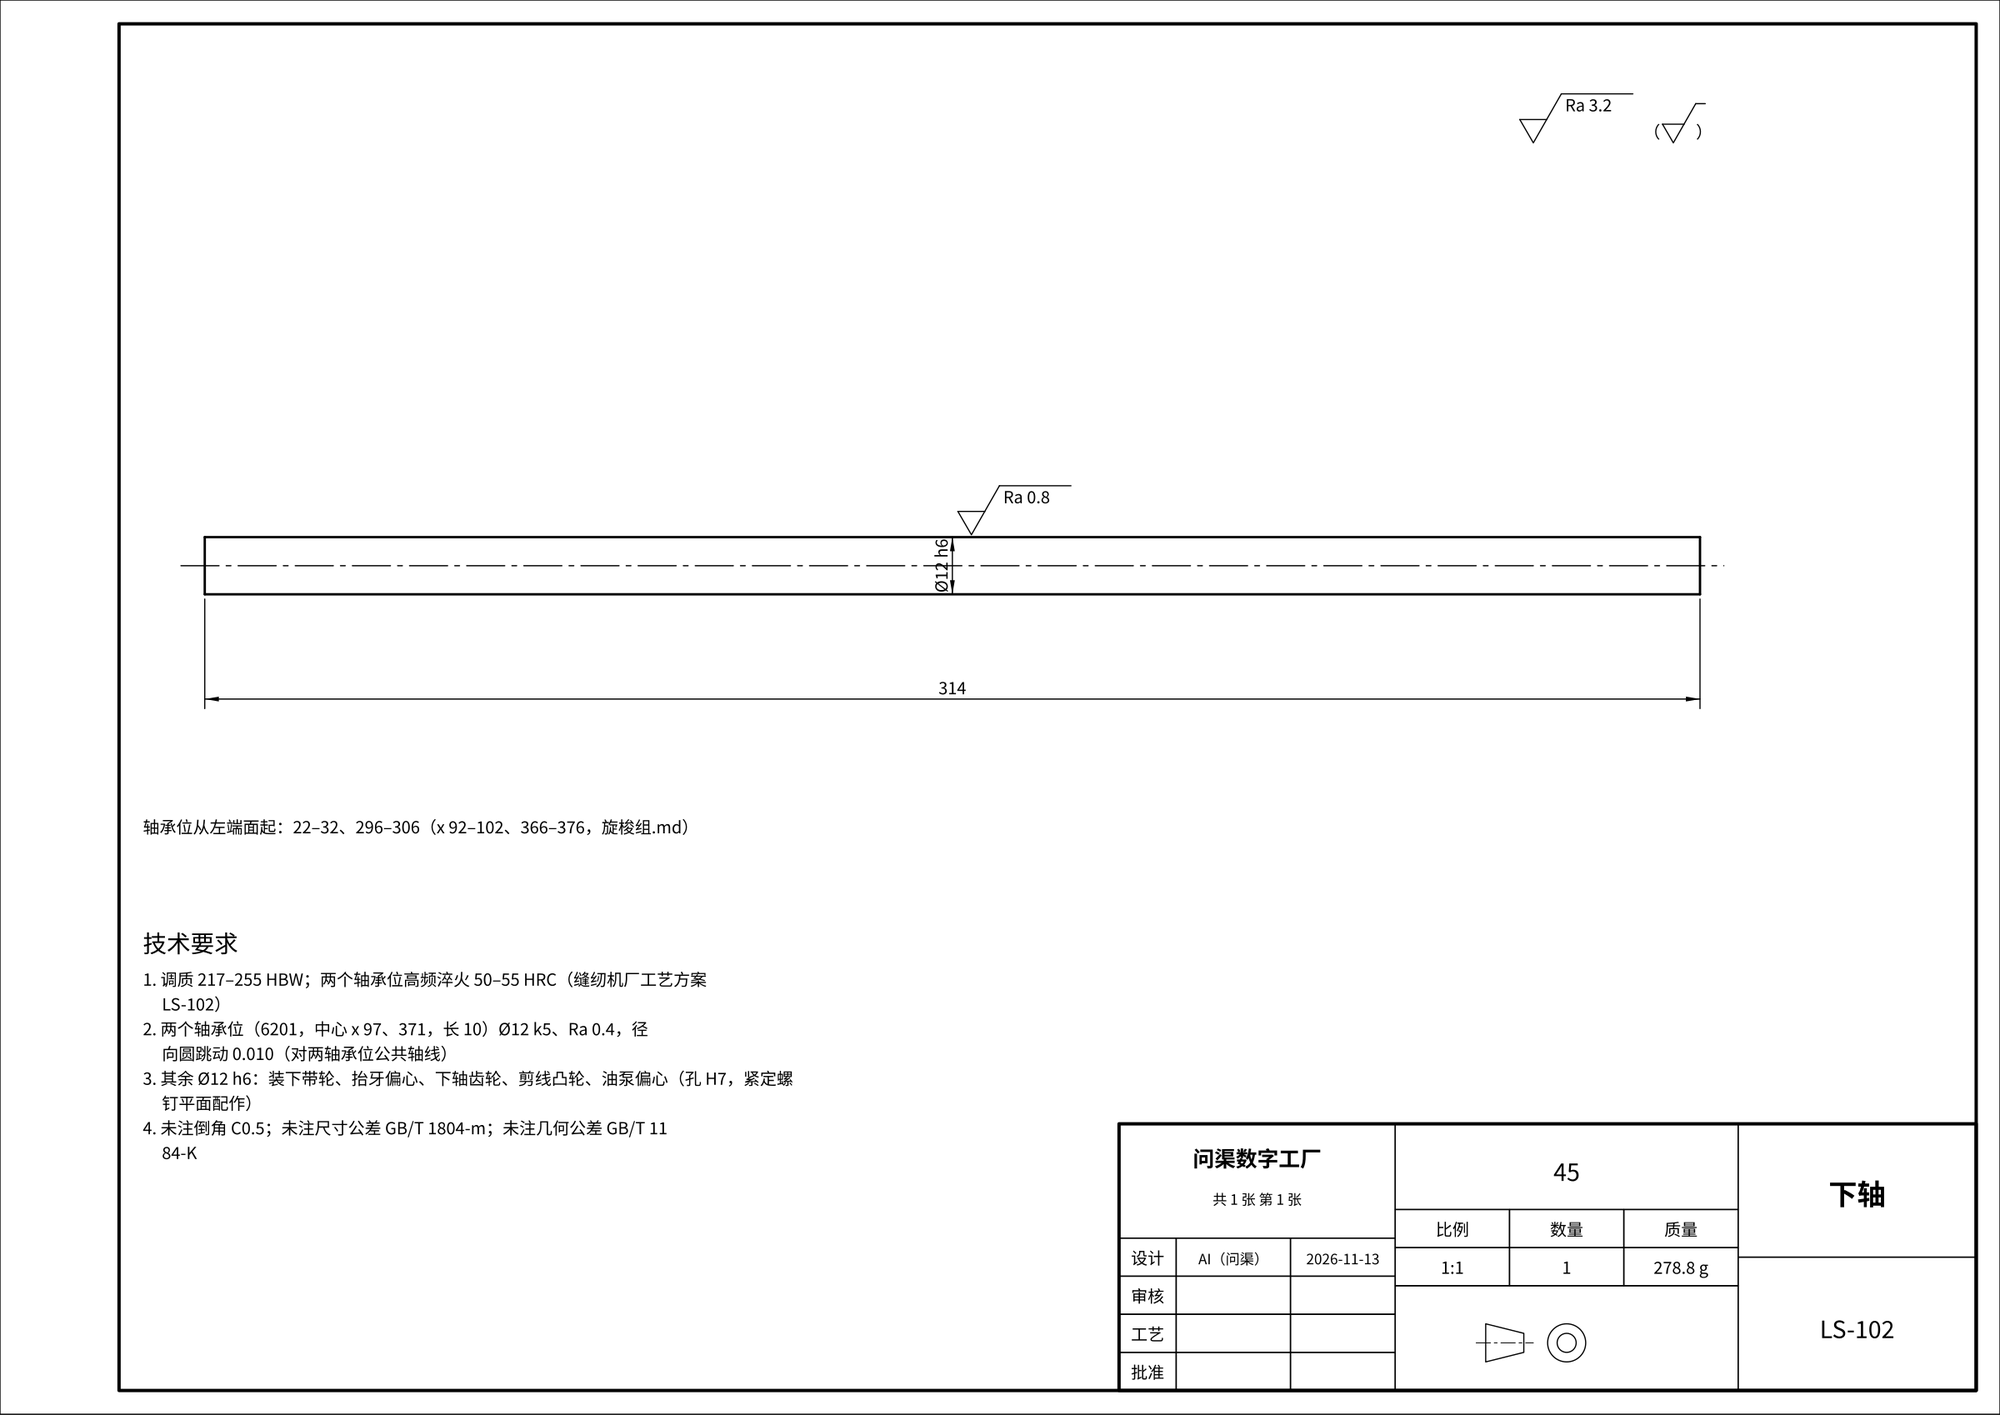 Ra 3.2
( )
Ra 0.8
Ø12 h6
314
轴承位从左端面起：22–32、296–306（x 92–102、366–376，旋梭组.md）
技术要求
1. 调质 217–255 HBW；两个轴承位高频淬火 50–55 HRC（缝纫机厂工艺方案
LS-102）
2. 两个轴承位（6201，中心 x 97、371，长 10）Ø12 k5、Ra 0.4，径
向圆跳动 0.010（对两轴承位公共轴线）
3. 其余 Ø12 h6：装下带轮、抬牙偏心、下轴齿轮、剪线凸轮、油泵偏心（孔 H7，紧定螺
钉平面配作）
4. 未注倒角 C0.5；未注尺寸公差 GB/T 1804-m；未注几何公差 GB/T 11
84-K
问渠数字工厂
共 1 张 第 1 张
45
下轴
比例 数量 质量
设计 AI（问渠） 2026-11-13
1:1 1 278.8 g
审核
工艺
LS-102
批准